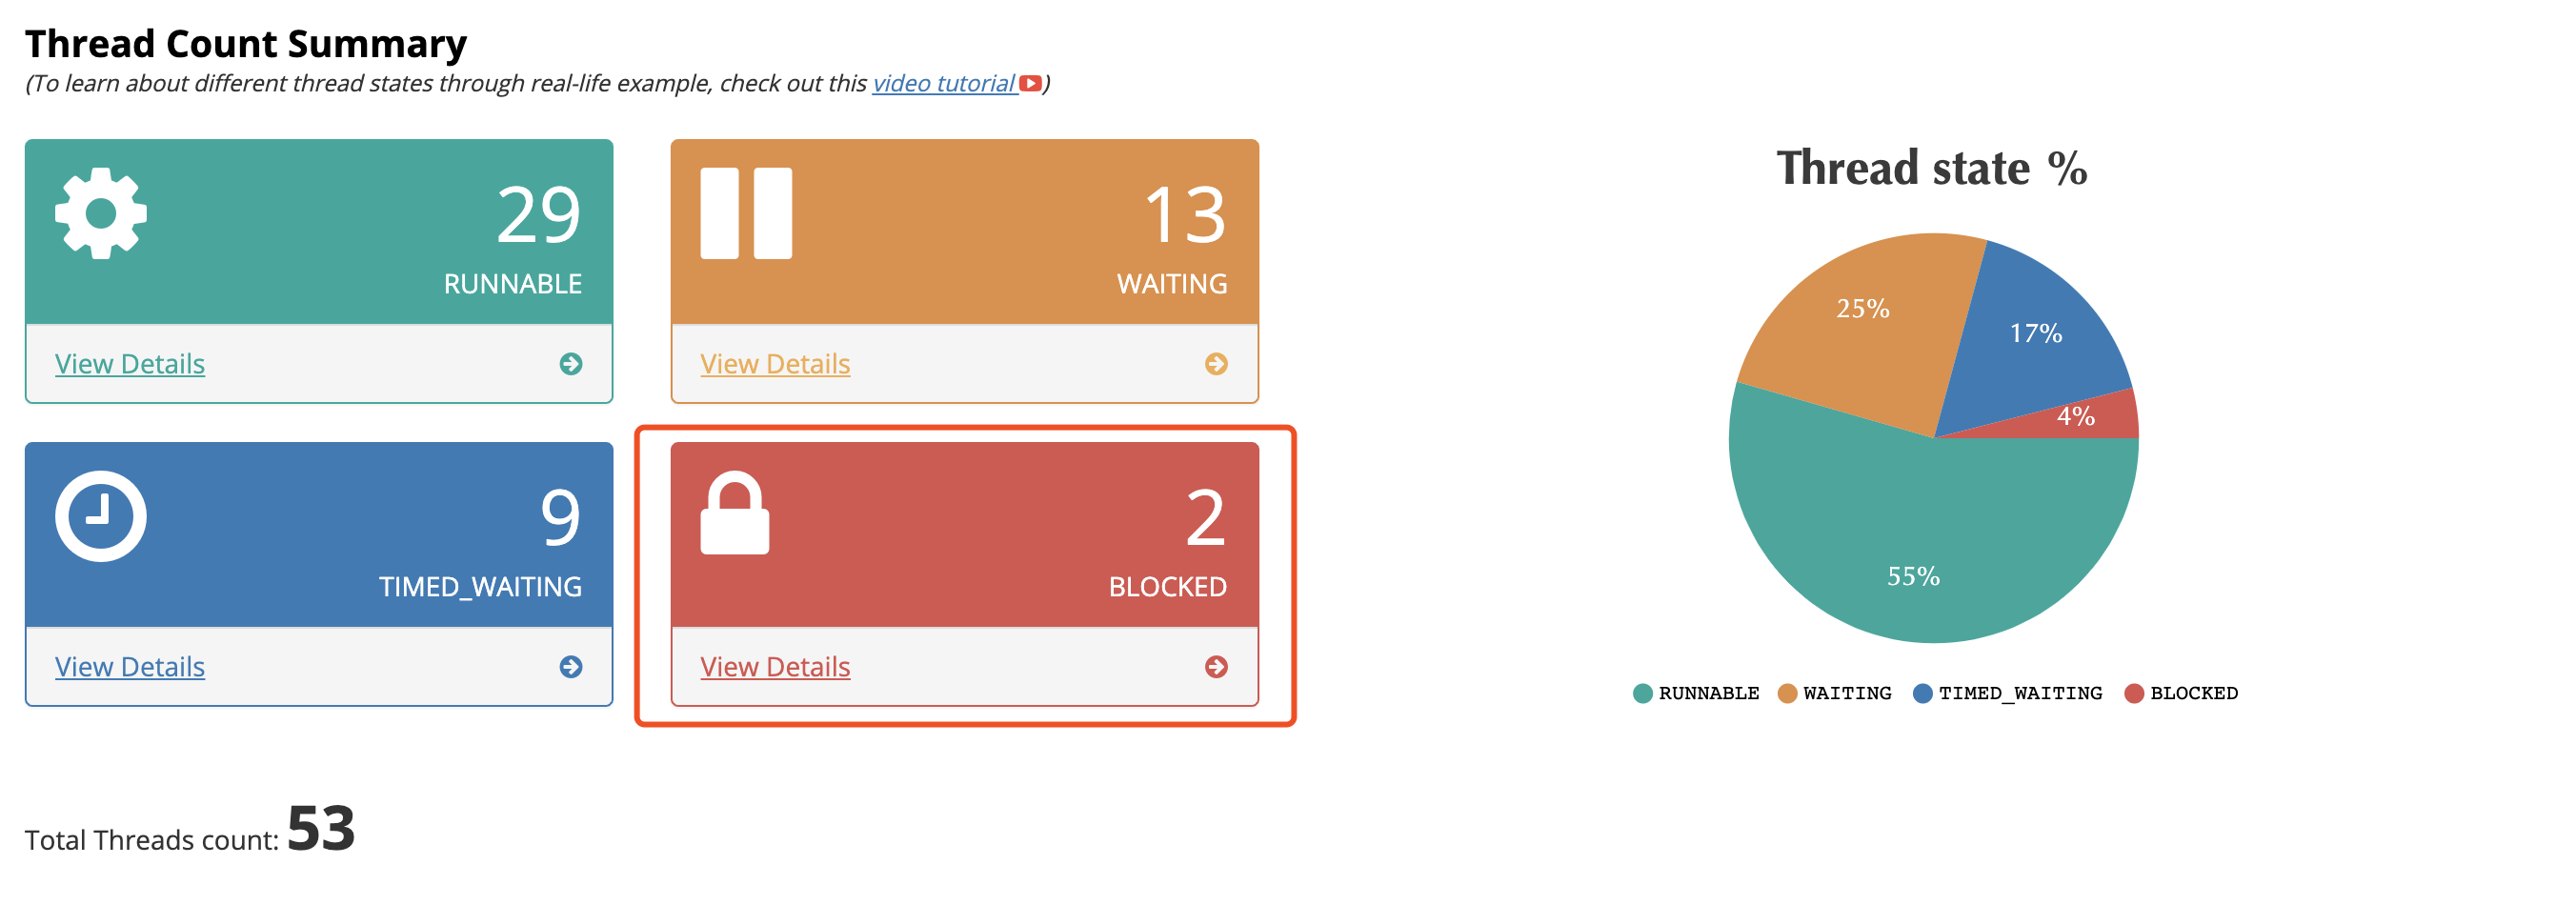 Thread Count Summary
(To learn about different thread states through real-life example, check out this video tutorial )
29
RUNNABLE
View Details
13
WAITING
View Details
9
TIMED_WAITING
View Details
2
BLOCKED
View Details
Total Threads count: 53
Thread state %
25%
17%
4%
55%
RUNNABLE WAITING TIMED_WAITING BLOCKED